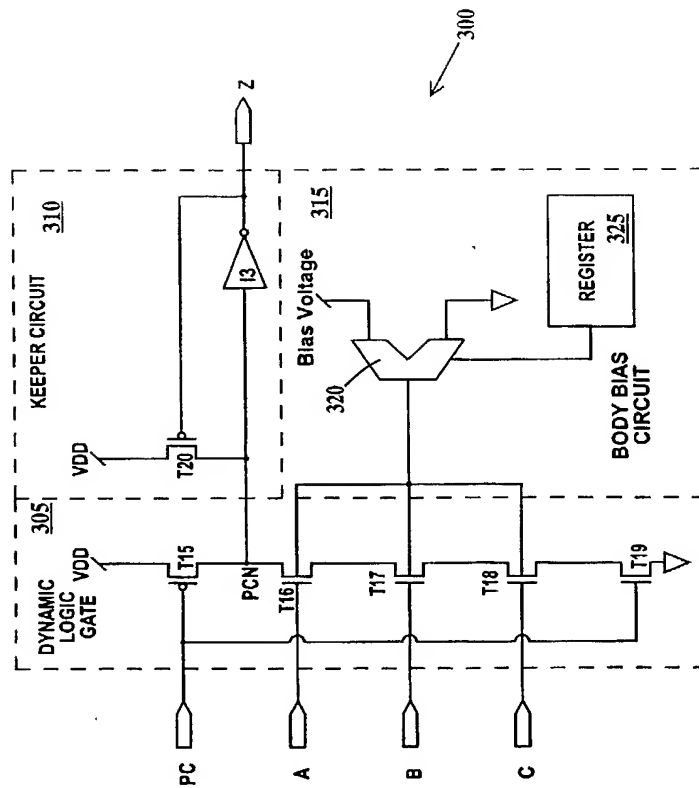 300
Z
310
KEEPER CIRCUIT
VDD
T20
I3
315
Bias Voltage
320
REGISTER
325
BODY BIAS
CIRCUIT
305
DYNAMIC
LOGIC
GATE
VDD
T15
PCN
T16
T17
T18
T19
PC
A
B
C